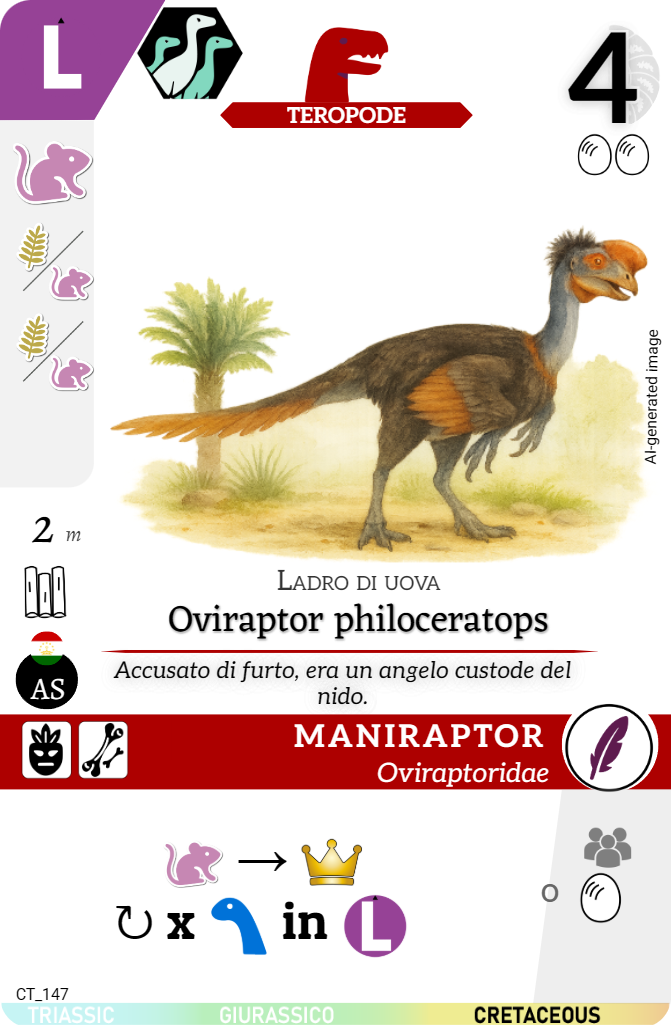 L
4
TEROPODE
AI-generated image
2 m
LADRO DI UOVA
Oviraptor philoceratops
AS
Accusato di furto, era un angelo custode del
nido.
MANIRAPTOR
Oviraptoridae
x in L
O
CT_147
TRIASSIC GIURASSICO CRETACEOUS